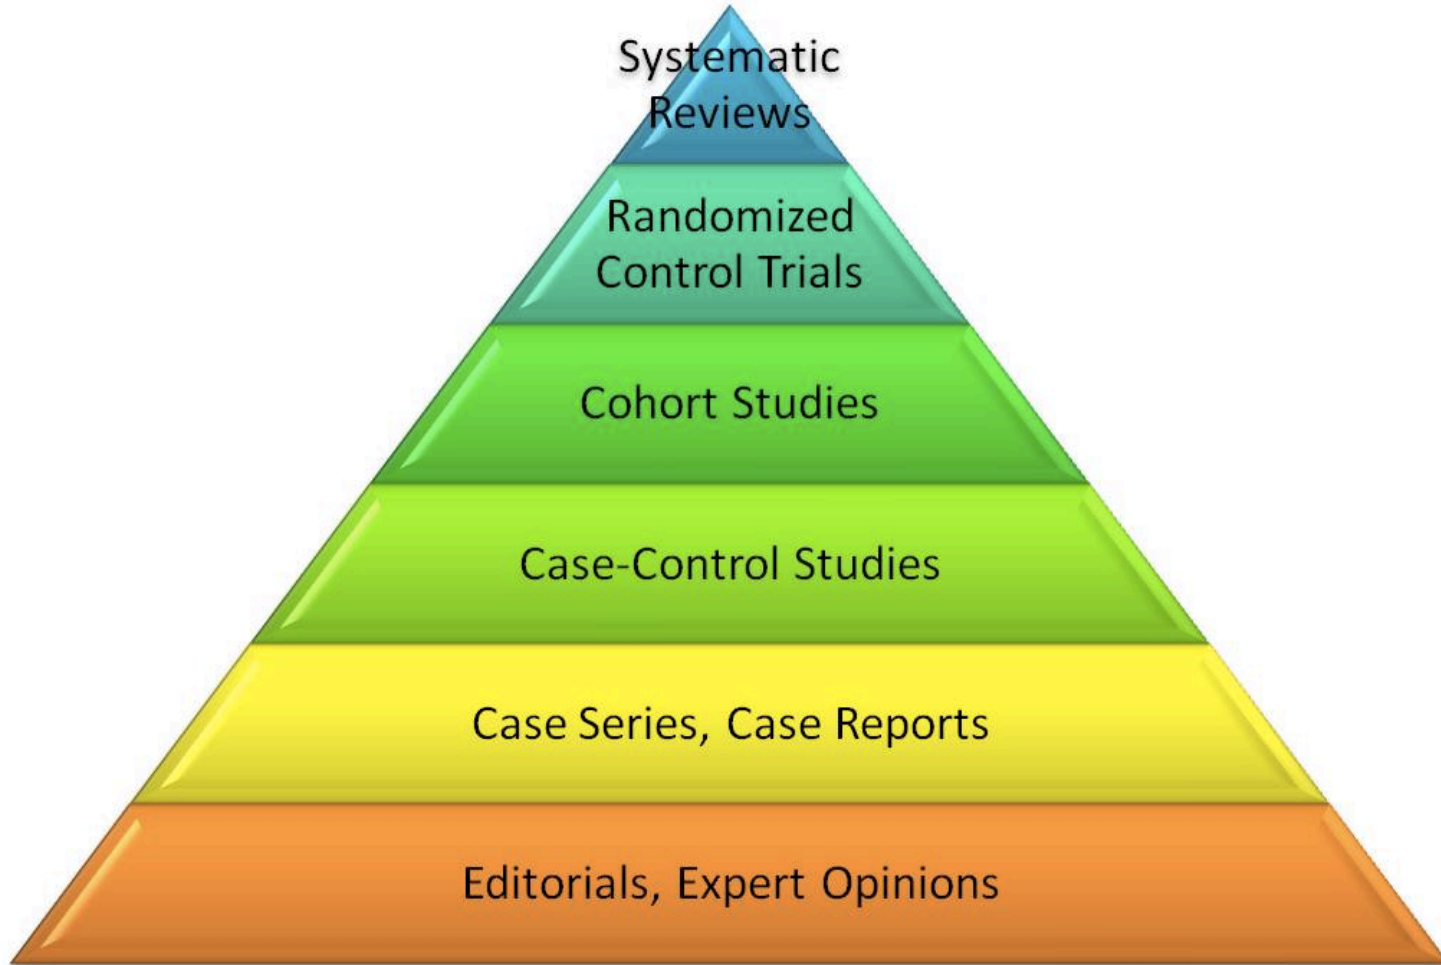 Systematic
Reviews
Randomized
Control Trials
Cohort Studies
Case-Control Studies
Case Series, Case Reports
Editorials, Expert Opinions